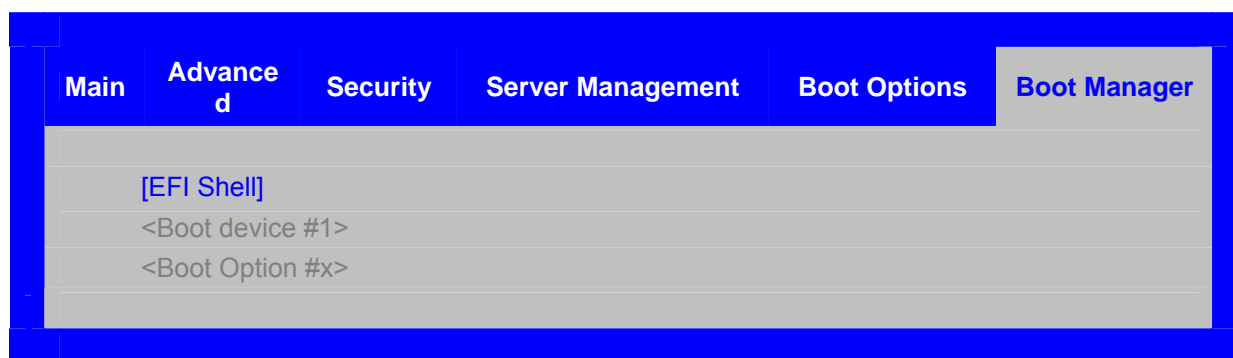 Main Advance
d Security Server Management Boot Options Boot Manager
[EFI Shell]
<Boot device #1>
<Boot Option #x>